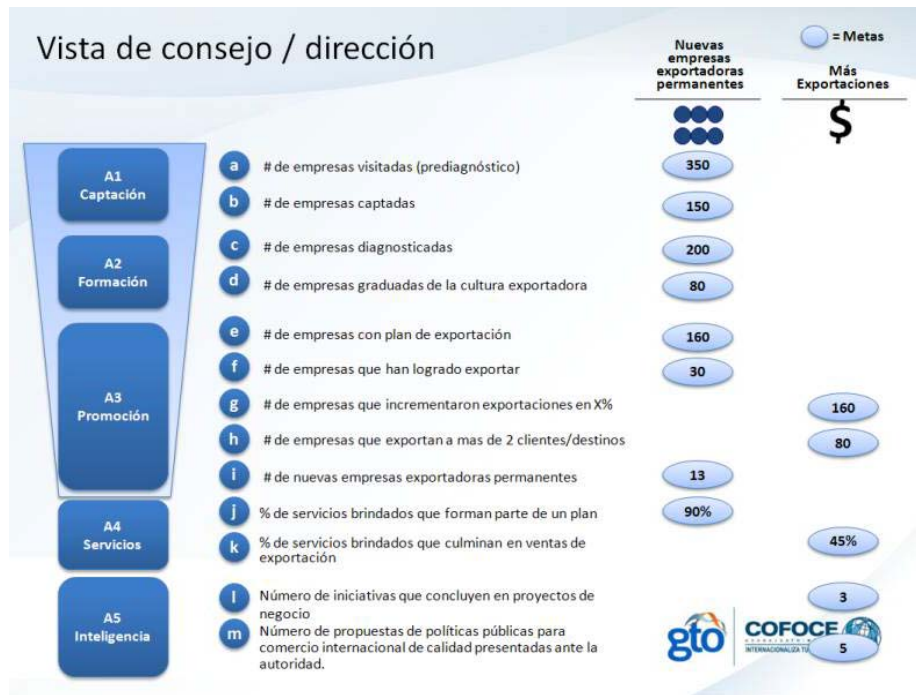 Vista de consejo / dirección
Nuevas
empresas
exportadoras
permanentes
= Metas
Más
Exportaciones
$
A1
Captación
a # de empresas visitadas (prediagnóstico) 350
b # de empresas captadas 150
A2
Formación
c # de empresas diagnosticadas 200
d # de empresas graduadas de la cultura exportadora 80
A3
Promoción
e # de empresas con plan de exportación 160
f # de empresas que han logrado exportar 30
g # de empresas que incrementaron exportaciones en X% 160
h # de empresas que exportan a mas de 2 clientes/destinos 80
i # de nuevas empresas exportadoras permanentes 13
A4
Servicios
j % de servicios brindados que forman parte de un plan 90%
k % de servicios brindados que culminan en ventas de
exportación
45%
A5
Inteligencia
l Número de iniciativas que concluyen en proyectos de
negocio
3
m Número de propuestas de políticas públicas para
comercio internacional de calidad presentadas ante la
autoridad.
5
gto
COFOCE
INTERNACIONALIZA